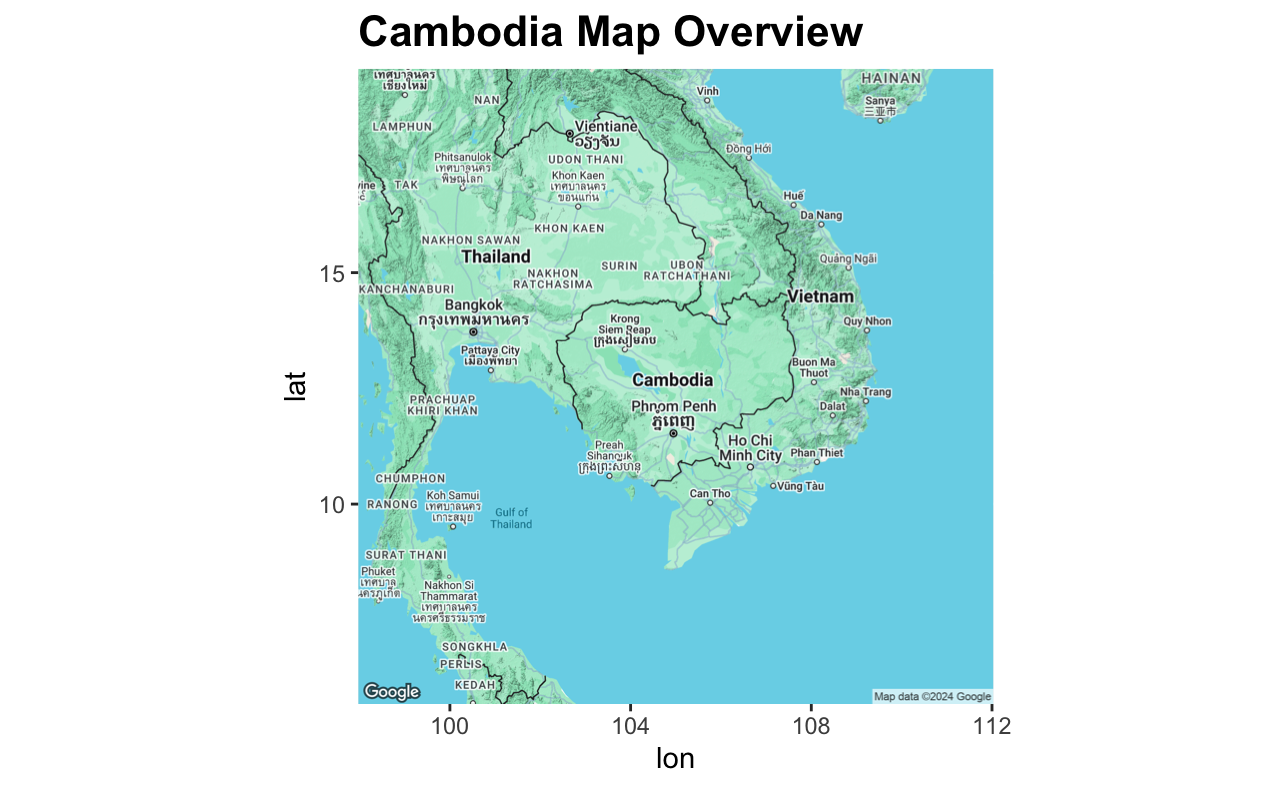 Cambodia Map Overview
เทศบาลนคร
เชียงใหม่
NAN
LAMPHUN
Vinh
HAINAN
Sanya
三亚市
Vientiane
ວຽງຈັນ
Phitsanulok
เทศบาลนคร
พิษณุโลก
UDON THANI
Khon Kaen
เทศบาลนคร
ขอนแก่น
Đồng Hới
TAK
Huế
Da Nang
KHON KAEN
NAKHON SAWAN
Thailand
SURIN
UBON
RATCHATHANI
Quảng Ngãi
NAKHON
RATCHASIMA
KANCHANABURI
Vietnam
Bangkok
กรุงเทพมหานคร
Krong
Siem Reap
ក្រុងសៀមរាប
Quy Nhon
Pattaya City
เมืองพัทยา
Buon Ma
Thuot
Cambodia
Nha Trang
PRACHUAP
KHIRI KHAN
Phnom Penh
ភ្នំពេញ
Dalat
Preah
Sihanouk
Ho Chi
Minh City
Phan Thiet
CHUMPHON
Vũng Tàu
Can Tho
RANONG
Koh Samui
เทศบาลนคร
เกาะสมุย
Gulf of
Thailand
SURAT THANI
Phuket
เทศบาล
นครภูเก็ต
Nakhon Si
Thammarat
เทศบาลนคร
นครศรีธรรมราช
SONGKHLA
PERLIS
KEDAH
Google
Map data ©2024 Google
15
10
lat
100
104
108
112
lon